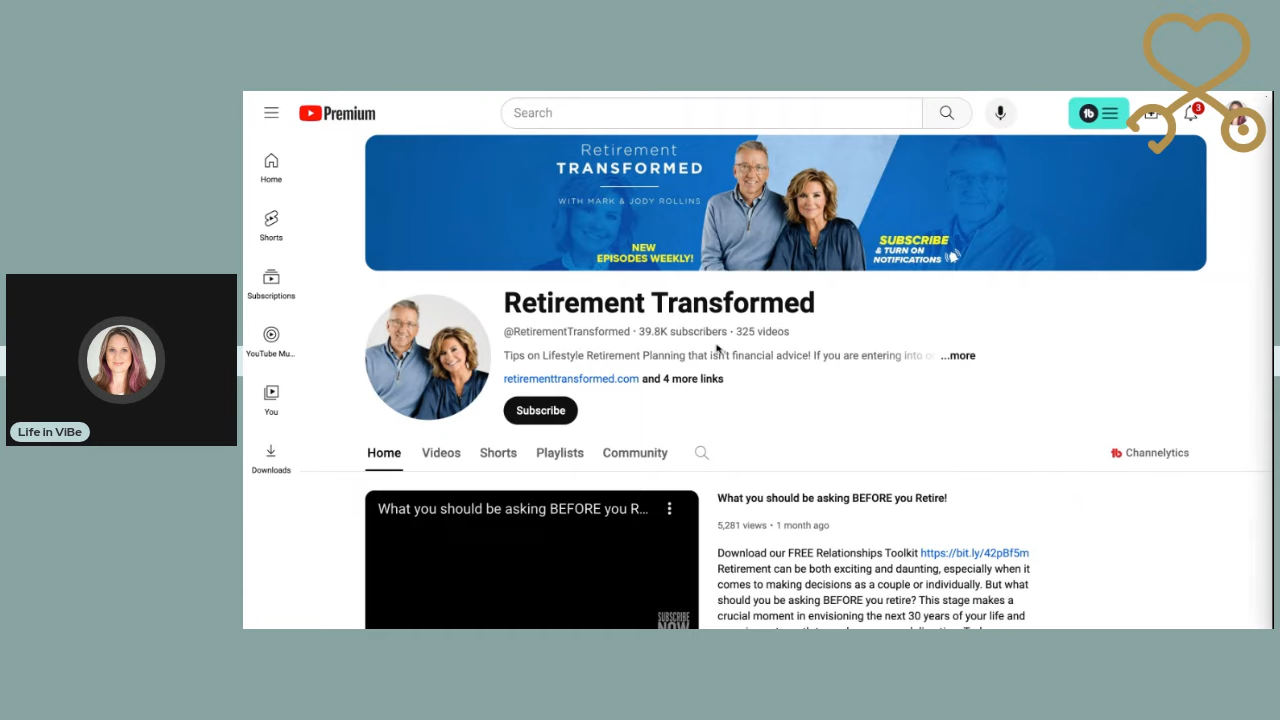 Premium
Search
tb
3
Home
Shorts
Subscriptions
YouTube Mu...
You
Downloads
Retirement
TRANSFORMED
WITH MARK & JODY ROLLINS
NEW
EPISODES WEEKLY!
SUBSCRIBE
& TURN ON
NOTIFICATIONS
Retirement Transformed
@RetirementTransformed · 39.8K subscribers · 325 videos
Tips on Lifestyle Retirement Planning that isn't financial advice! If you are entering into ...more
retirementtransformed.com and 4 more links
Subscribe
Home Videos Shorts Playlists Community
tb Channelytics
What you should be asking BEFORE you R...
SUBSCRIBE
NOW
What you should be asking BEFORE you Retire!
5,281 views · 1 month ago
Download our FREE Relationships Toolkit https://bit.ly/42pBf5m
Retirement can be both exciting and daunting, especially when it
comes to making decisions as a couple or individually. But what
should you be asking BEFORE you retire? This stage makes a
crucial moment in envisioning the next 30 years of your life and
Life in ViBe